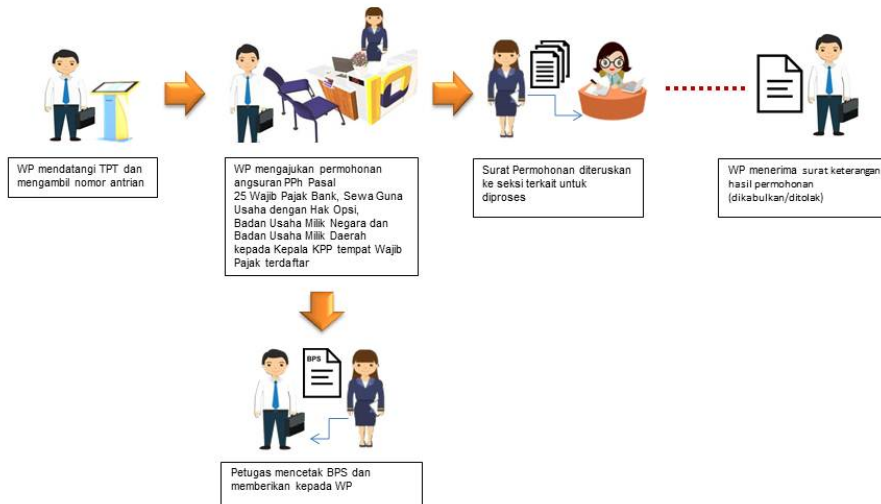 WP mendatangi TPT dan
mengambil nomor antrian
WP mengajukan permohonan
angsuran PPh Pasal
25 Wajib Pajak Bank, Sewa Guna
Usaha dengan Hak Opsi,
Badan Usaha Milik Negara dan
Badan Usaha Milik Daerah
kepada Kepala KPP tempat Wajib
Pajak terdaftar
Surat Permohonan diteruskan
ke seksi terkait untuk
diproses
WP menerima surat keterangan
hasil permohonan
(dikabulkan/ditolak)
BPS
Petugas mencetak BPS dan
memberikan kepada WP